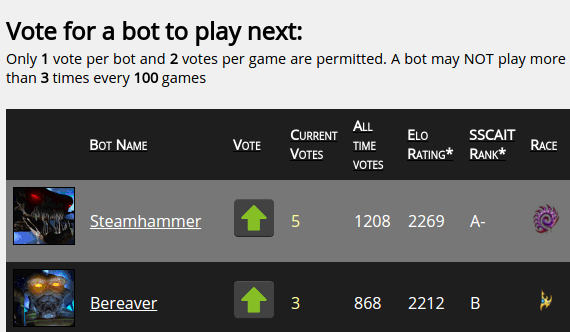 Vote for a bot to play next:
Only 1 vote per bot and 2 votes per game are permitted. A bot may NOT play more
than 3 times every 100 games
Bot Name Vote Current Votes All time votes Elo Rating* SSCAIT Rank* Race
Steamhammer 5 1208 2269 A-
Bereaver 3 868 2212 B